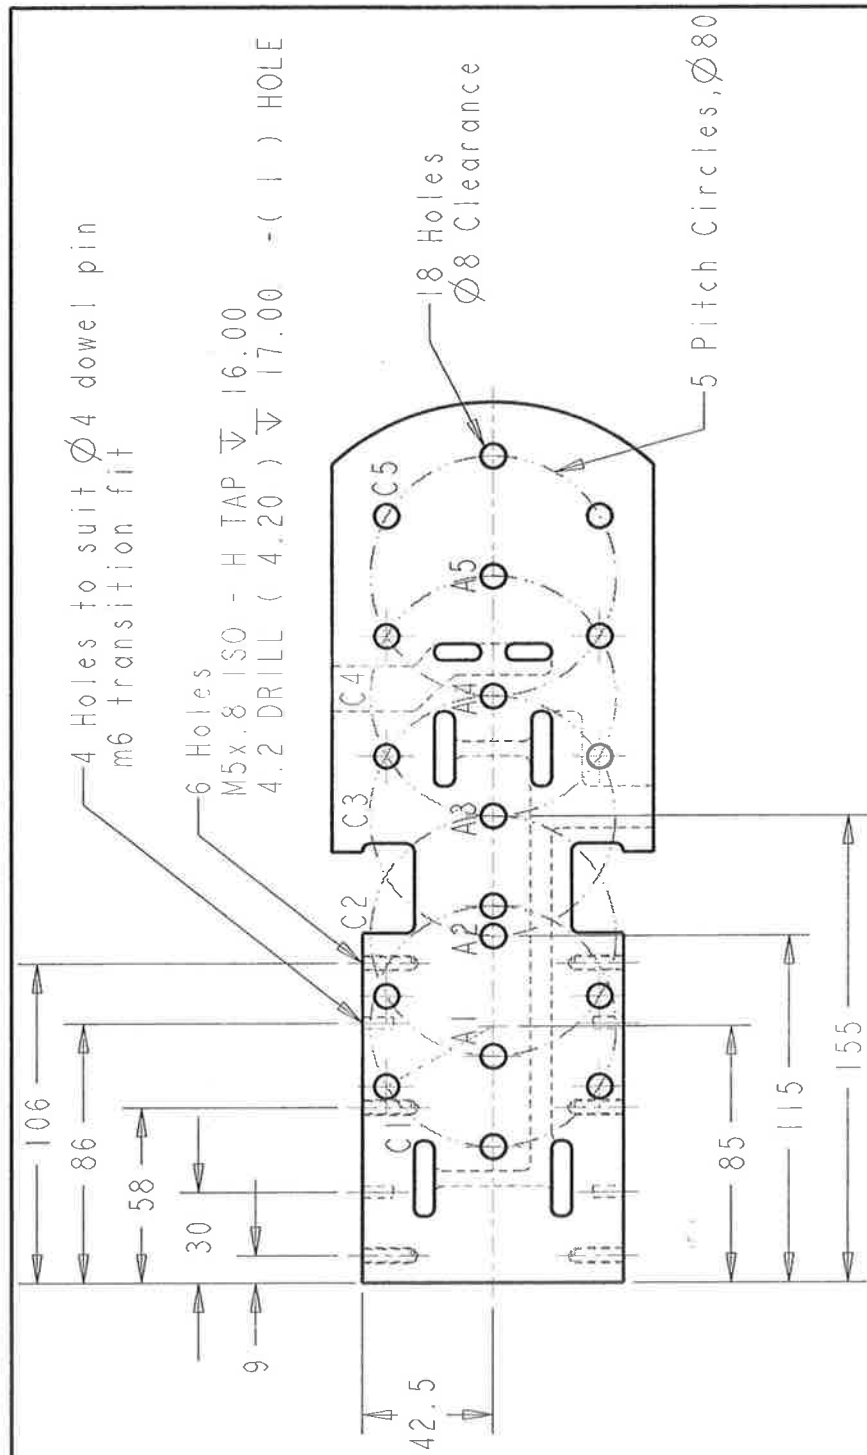 4 Holes to suit Ø4 dowel pin
m6 transition fit
6 Holes
M5x.8 ISO - H TAP ↧ 16.00
4.2 DRILL ( 4.20 ) ↧ 17.00 -( 1 ) HOLE
18 Holes
Ø8 Clearance
5 Pitch Circles,Ø80
106
86
58
30
9
42.5
C1
C2
C3
C4
C5
A1
A2
A3
A4
A5
85
115
155